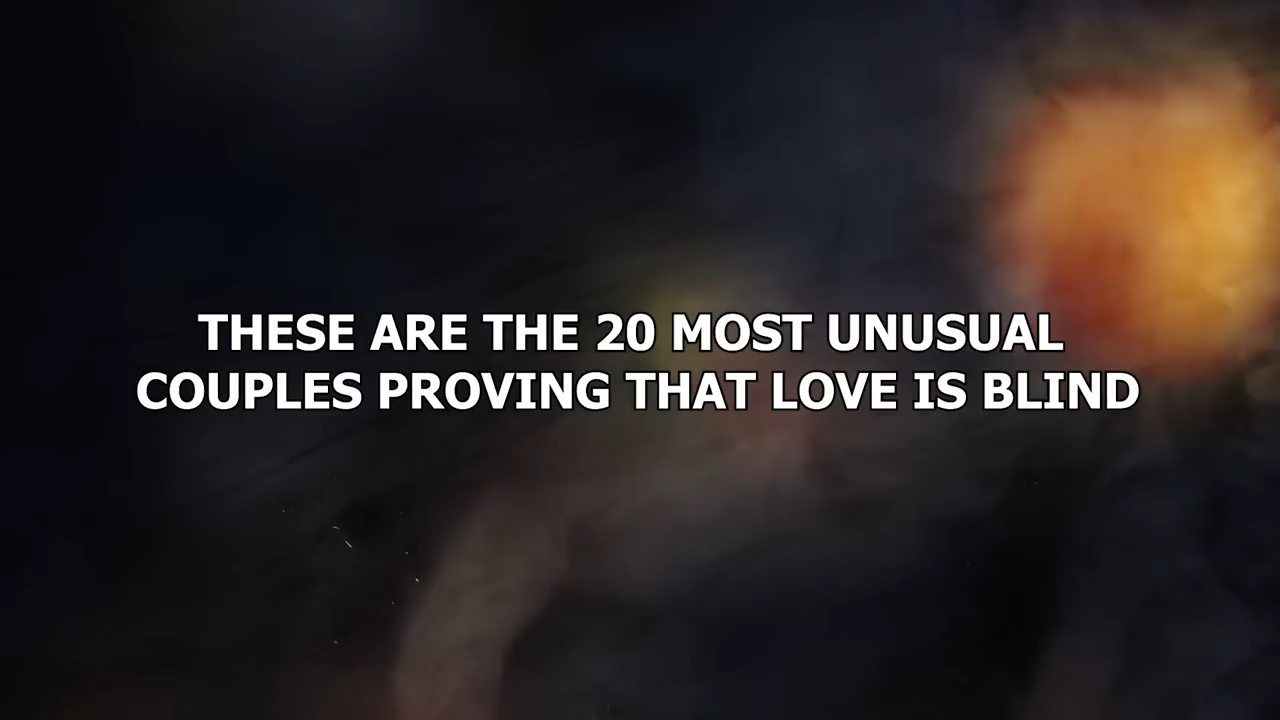 THESE ARE THE 20 MOST UNUSUAL
COUPLES PROVING THAT LOVE IS BLIND